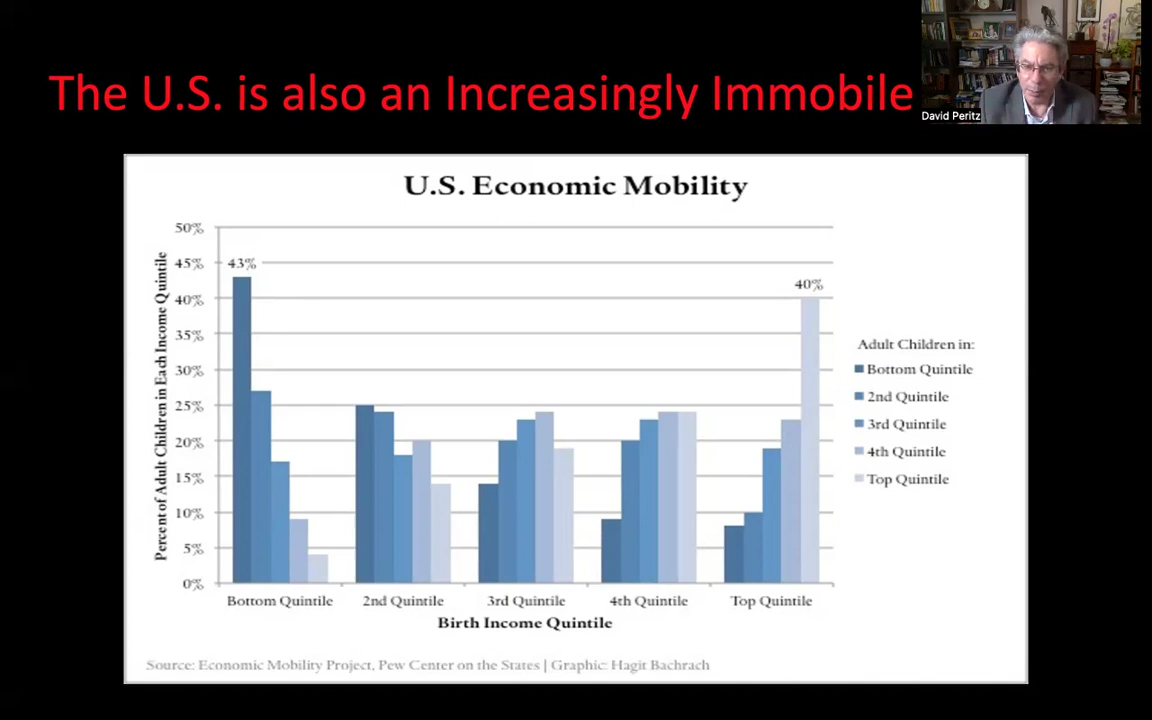 The U.S. is also an Increasingly Immobile
David Peritz
U.S. Economic Mobility
Percent of Adult Children in Each Income Quintile
50%
45%
40%
35%
30%
25%
20%
15%
10%
5%
0%
43%
40%
Bottom Quintile
2nd Quintile
3rd Quintile
4th Quintile
Top Quintile
Birth Income Quintile
Adult Children in:
Bottom Quintile
2nd Quintile
3rd Quintile
4th Quintile
Top Quintile
Source: Economic Mobility Project, Pew Center on the States | Graphic: Hagit Bachrach